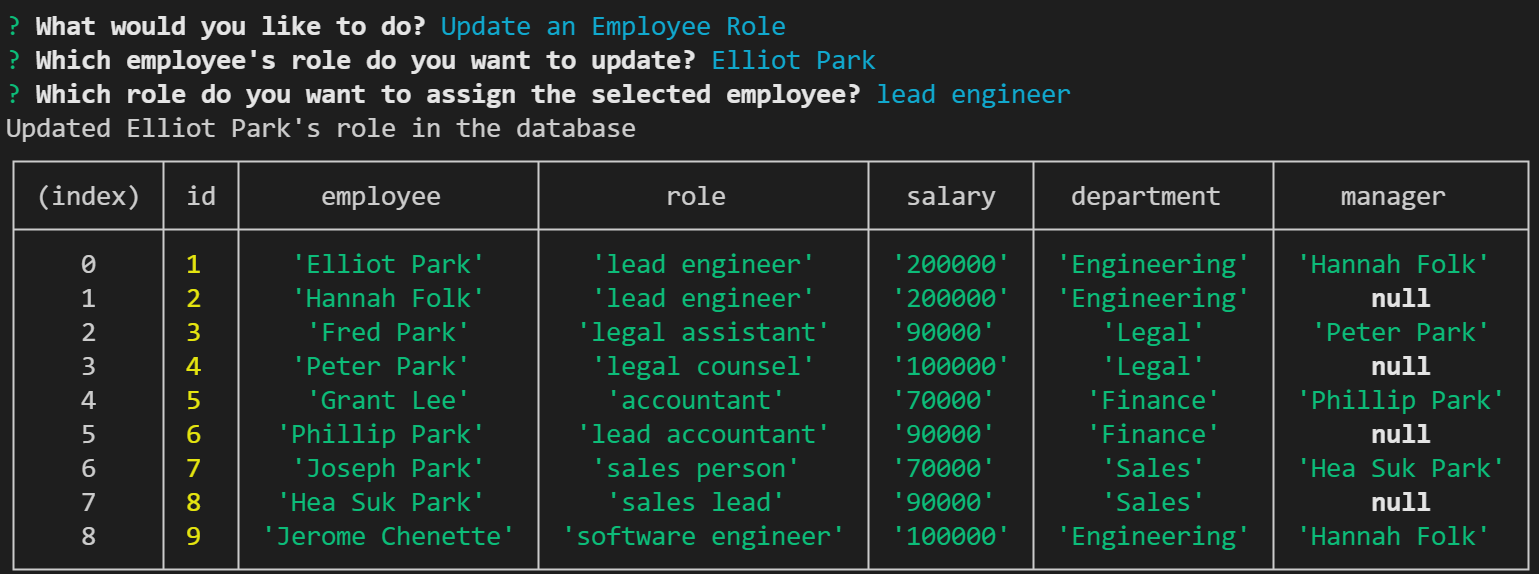 ? What would you like to do? Update an Employee Role
? Which employee's role do you want to update? Elliot Park
? Which role do you want to assign the selected employee? lead engineer
Updated Elliot Park's role in the database
(index) id employee role salary department manager
0 1 'Elliot Park' 'lead engineer' '200000' 'Engineering' 'Hannah Folk'
1 2 'Hannah Folk' 'lead engineer' '200000' 'Engineering' null
2 3 'Fred Park' 'legal assistant' '90000' 'Legal' 'Peter Park'
3 4 'Peter Park' 'legal counsel' '100000' 'Legal' null
4 5 'Grant Lee' 'accountant' '70000' 'Finance' 'Phillip Park'
5 6 'Phillip Park' 'lead accountant' '90000' 'Finance' null
6 7 'Joseph Park' 'sales person' '70000' 'Sales' 'Hea Suk Park'
7 8 'Hea Suk Park' 'sales lead' '90000' 'Sales' null
8 9 'Jerome Chenette' 'software engineer' '100000' 'Engineering' 'Hannah Folk'